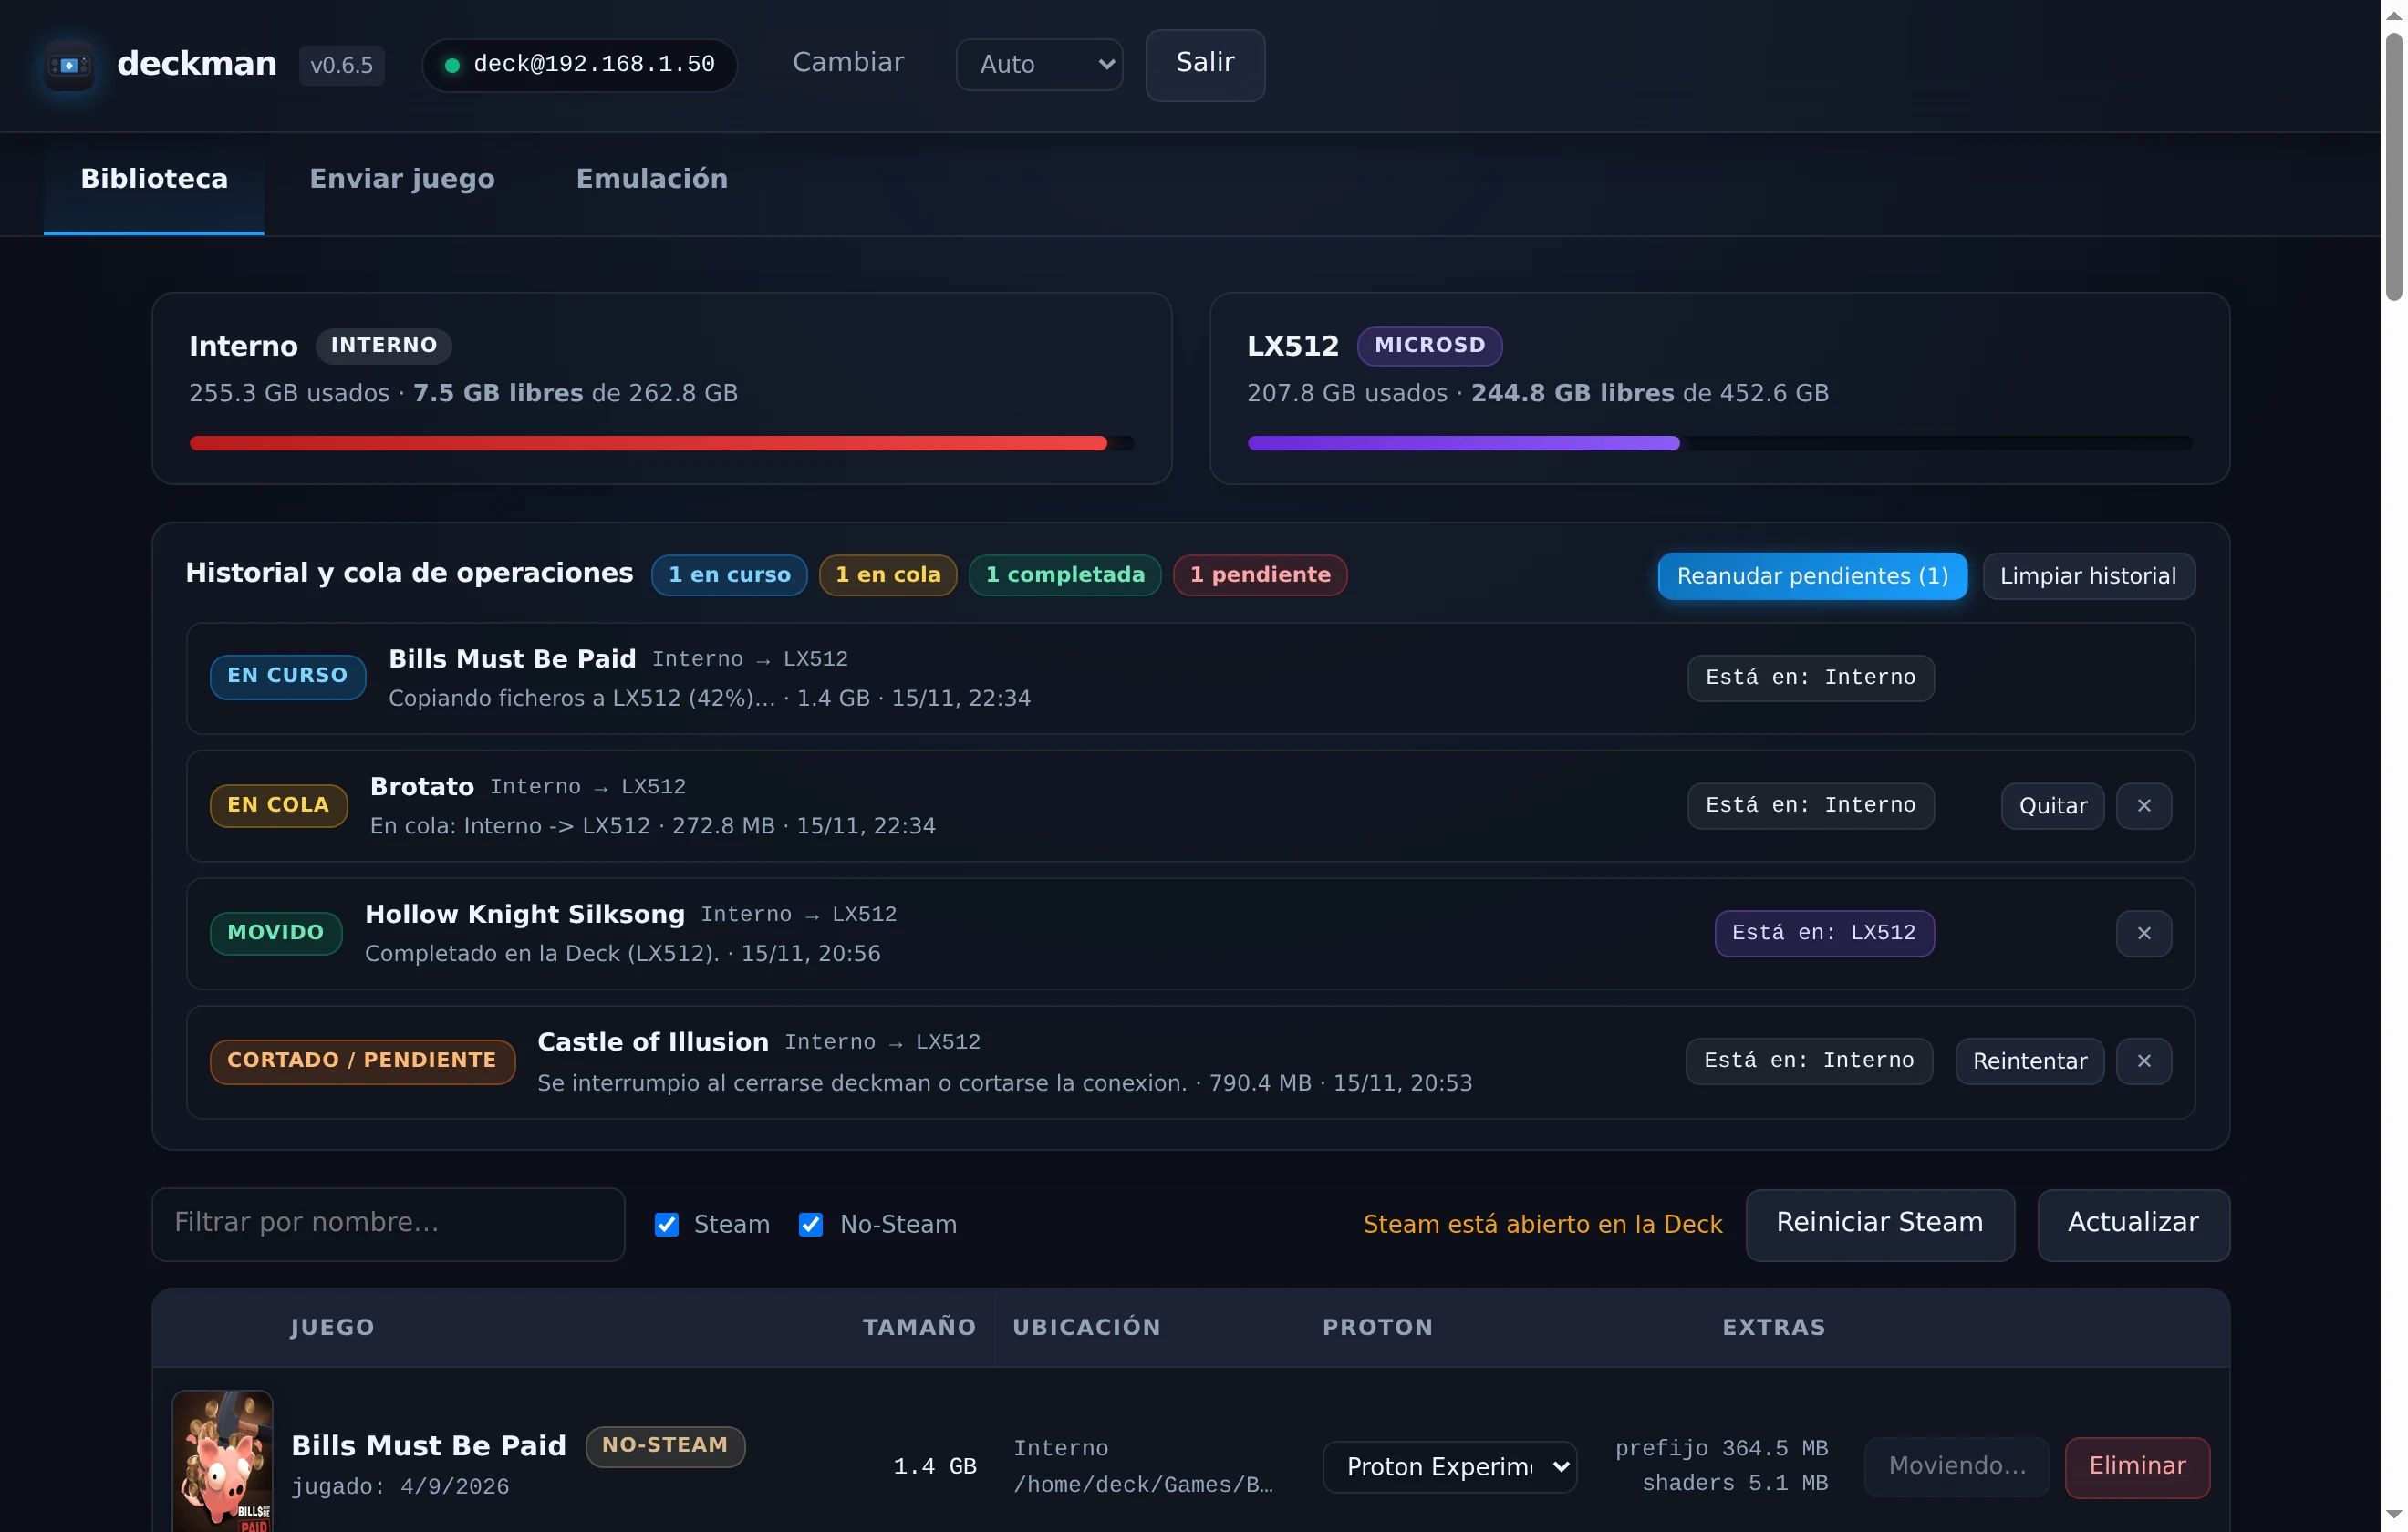 deckman v0.6.5 deck@192.168.1.50 Cambiar Auto Salir
Biblioteca Enviar juego Emulación
Interno INTERNO
255.3 GB usados · 7.5 GB libres de 262.8 GB
LX512 MICROSD
207.8 GB usados · 244.8 GB libres de 452.6 GB
Historial y cola de operaciones 1 en curso 1 en cola 1 completada 1 pendiente Reanudar pendientes (1) Limpiar historial
EN CURSO Bills Must Be Paid Interno → LX512
Copiando ficheros a LX512 (42%)... · 1.4 GB · 15/11, 22:34
Está en: Interno
EN COLA Brotato Interno → LX512
En cola: Interno -> LX512 · 272.8 MB · 15/11, 22:34
Está en: Interno Quitar ✕
MOVIDO Hollow Knight Silksong Interno → LX512
Completado en la Deck (LX512). · 15/11, 20:56
Está en: LX512 ✕
CORTADO / PENDIENTE Castle of Illusion Interno → LX512
Se interrumpio al cerrarse deckman o cortarse la conexion. · 790.4 MB · 15/11, 20:53
Está en: Interno Reintentar ✕
Filtrar por nombre... Steam No-Steam Steam está abierto en la Deck Reiniciar Steam Actualizar
JUEGO TAMAÑO UBICACIÓN PROTON EXTRAS
Bills Must Be Paid NO-STEAM
jugado: 4/9/2026
1.4 GB
Interno
/home/deck/Games/B…
Proton Experim
prefijo 364.5 MB
shaders 5.1 MB
Moviendo... Eliminar
BILL$
PAID